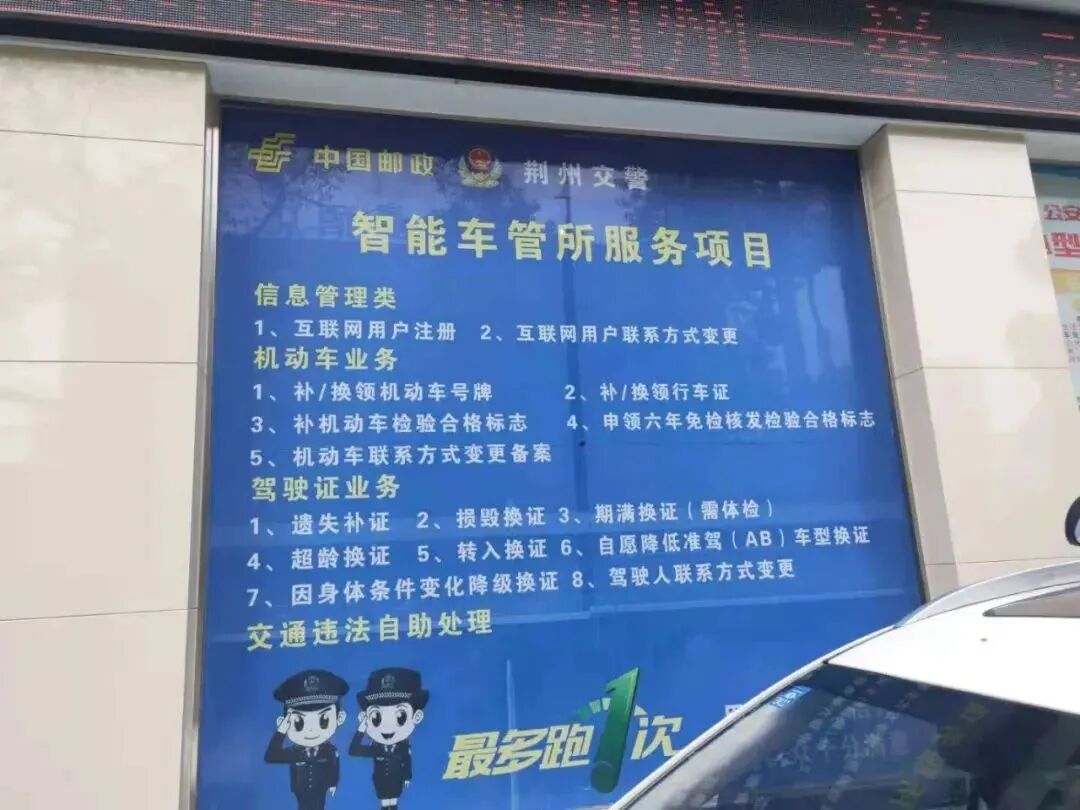 荆州
中国邮政 荆州交警
智能车管所服务项目
信息管理类
1、互联网用户注册 2、互联网用户联系方式变更
机动车业务
1、补/换领机动车号牌 2、补/换领行车证
3、补机动车检验合格标志 4、申领六年免检核发检验合格标志
5、机动车联系方式变更备案
驾驶证业务
1、遗失补证 2、损毁换证 3、期满换证(需体检)
4、超龄换证 5、转入换证 6、自愿降低准驾(AB)车型换证
7、因身体条件变化降级换证 8、驾驶人联系方式变更
交通违法自助处理
最多跑1次
公安
型